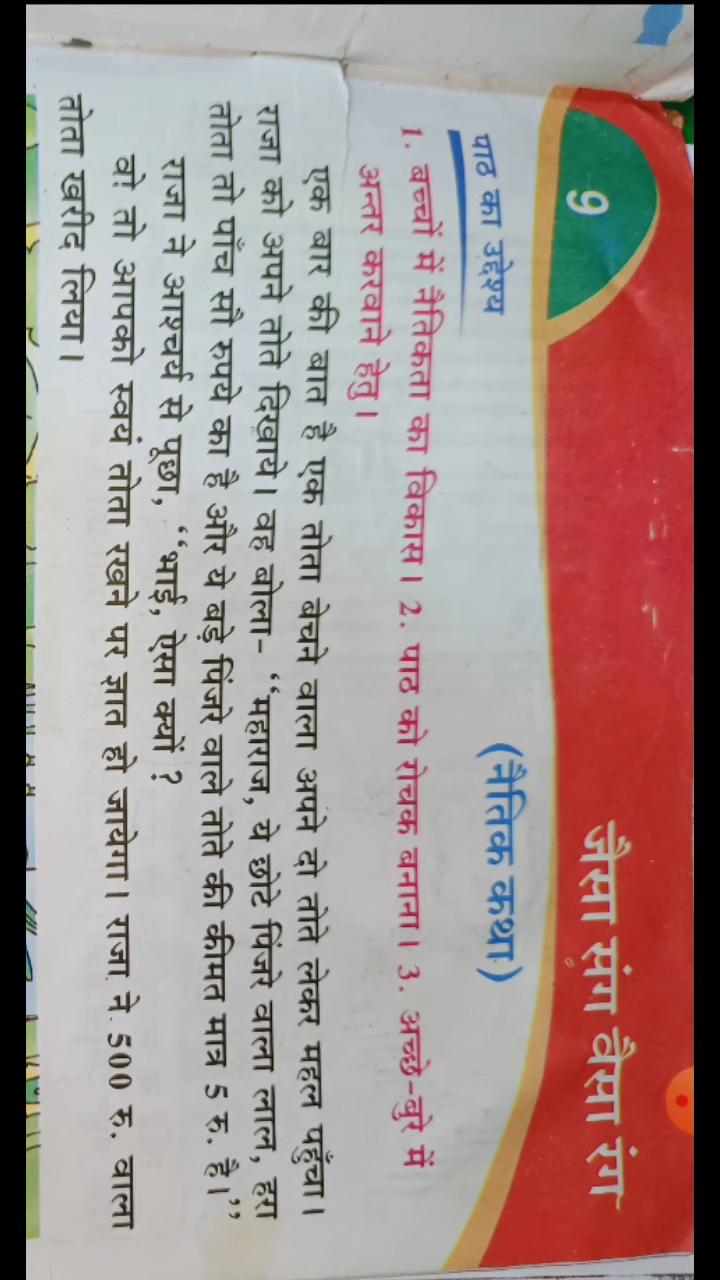 9
जैसा संग वैसा रंग
(नैतिक कथा)
पाठ का उद्देश्य
1. बच्चों में नैतिकता का विकास। 2. पाठ को रोचक बनाना। 3. अच्छे-बुरे में
अन्तर करवाने हेतु।
एक बार की बात है एक तोता बेचने वाला अपने दो तोते लेकर महल पहुँचा।
राजा को अपने तोते दिखाये। वह बोला- “महाराज, ये छोटे पिंजरे वाला लाल, हरा
तोता तो पाँच सौ रुपये का है और ये बड़े पिंजरे वाले तोते की कीमत मात्र 5 रु. है।”
राजा ने आश्चर्य से पूछा, “भाई, ऐसा क्यों ?
वो तो आपको स्वयं तोता रखने पर ज्ञात हो जायेगा। राजा ने 500 रु. वाला
तोता खरीद लिया।